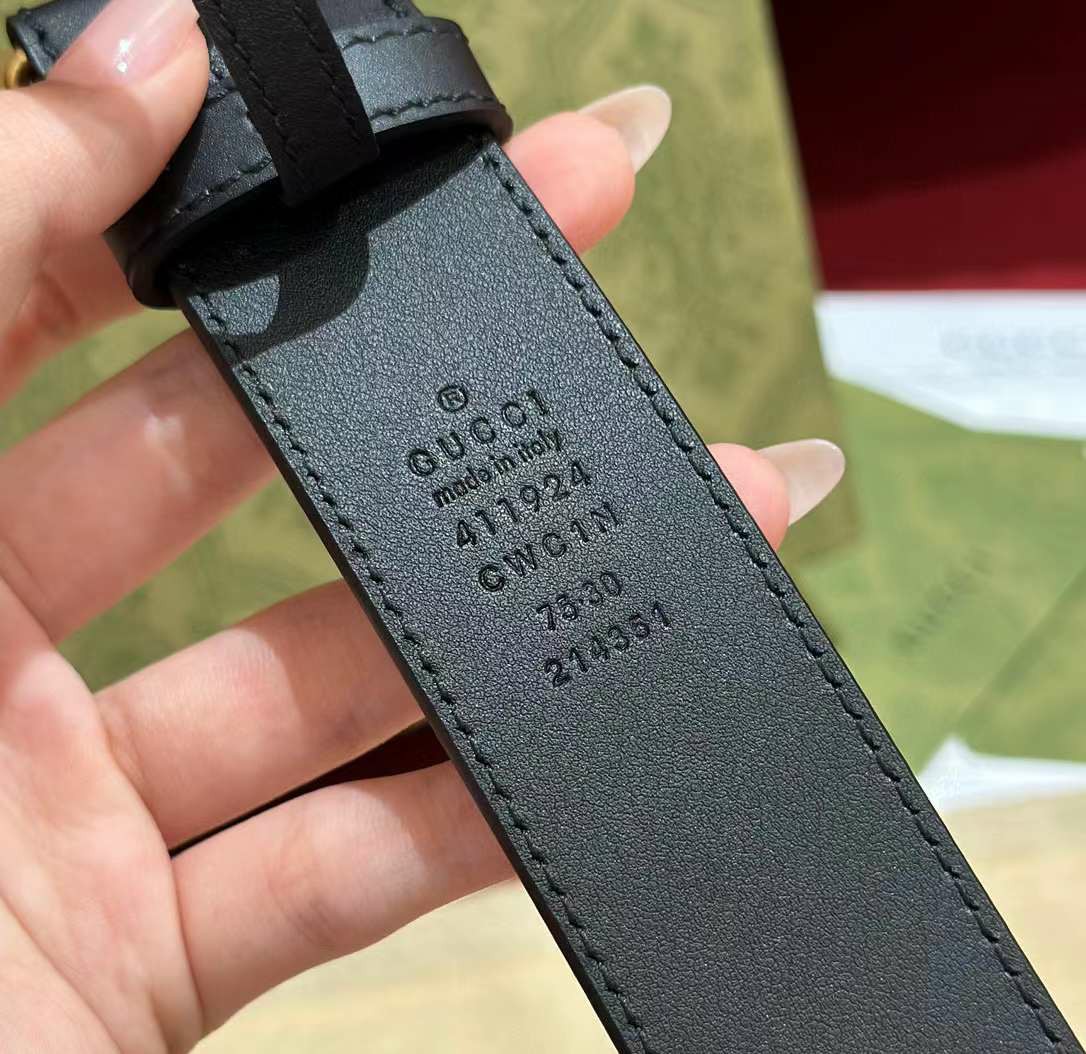 ®
GUCCI
made in italy
411924
CWC1N
75·30
214351